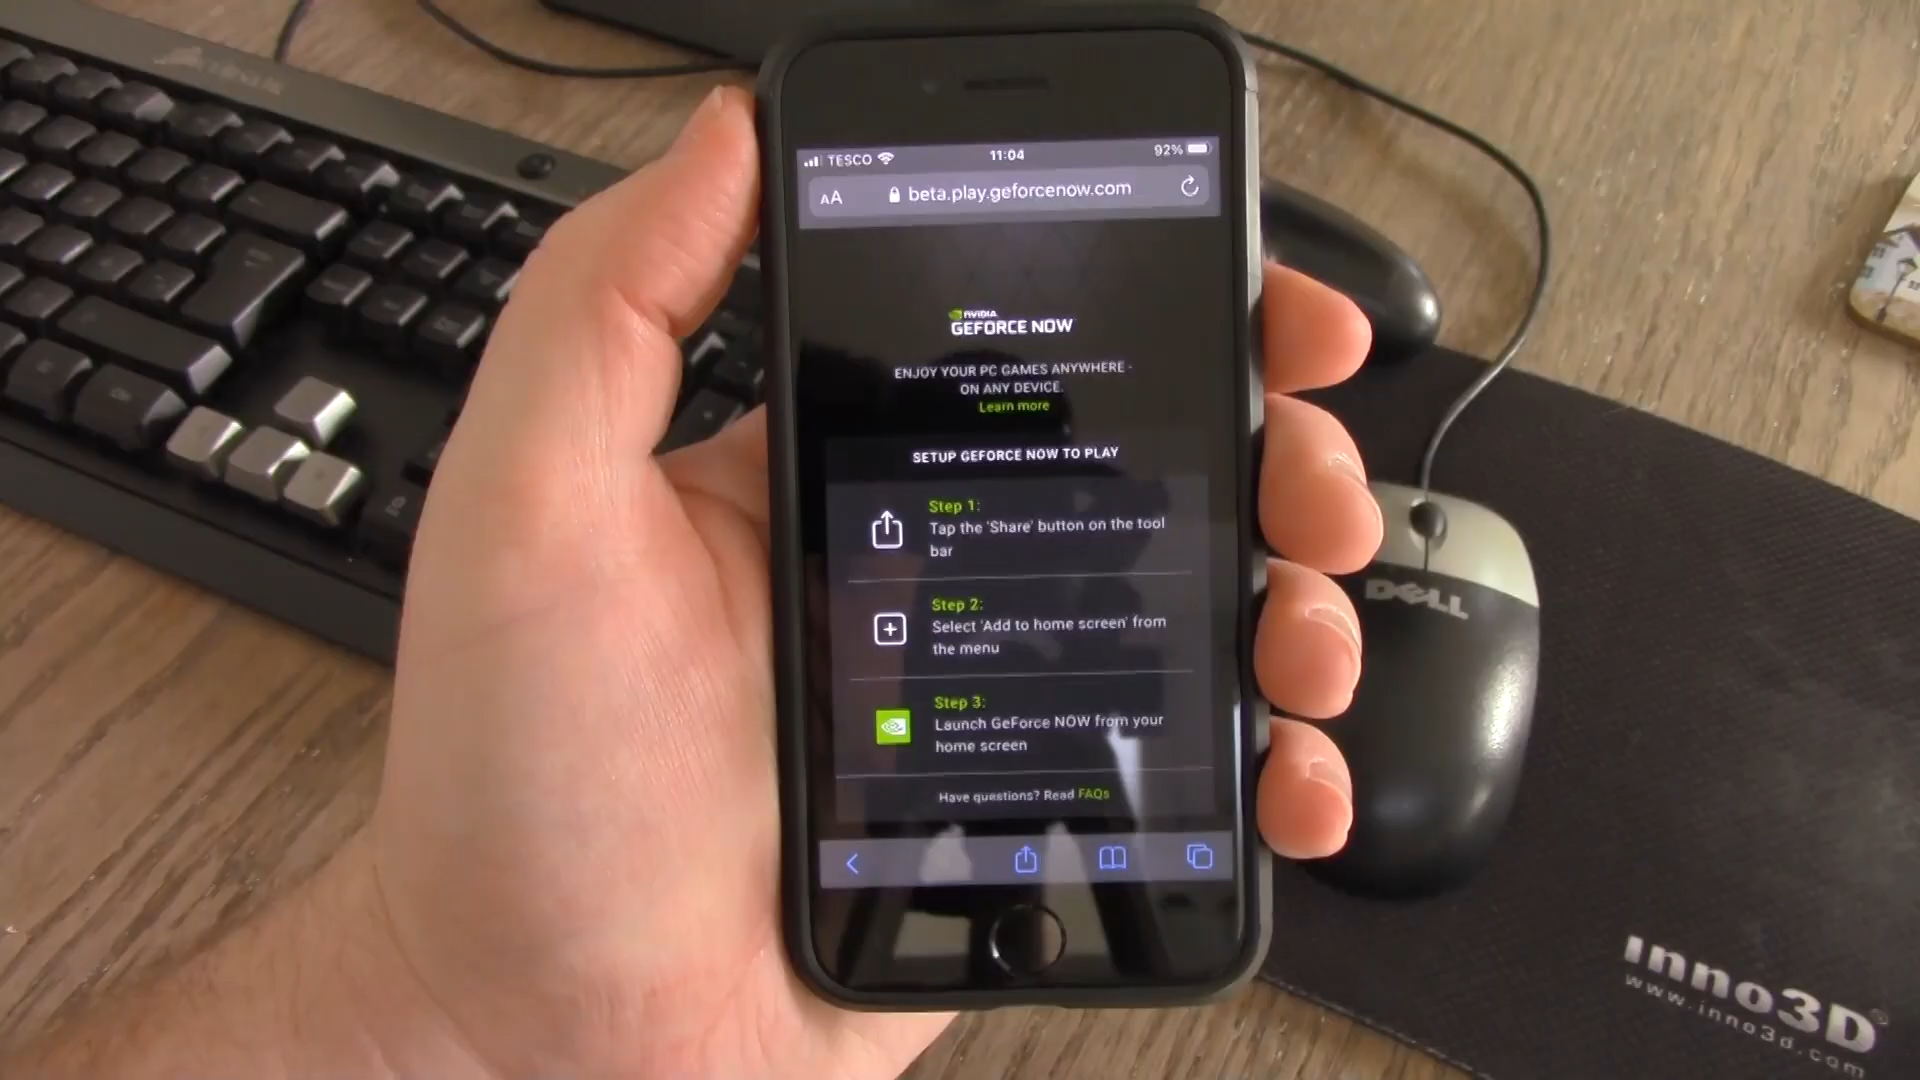 TESCO
11:04
92%
AA
beta.play.geforcenow.com
NVIDIA
GEFORCE NOW
ENJOY YOUR PC GAMES ANYWHERE -
ON ANY DEVICE.
Learn more
SETUP GEFORCE NOW TO PLAY
Step 1:
Tap the 'Share' button on the tool
bar
Step 2:
Select 'Add to home screen' from
the menu
Step 3:
Launch GeForce NOW from your
home screen
Have questions? Read FAQs
DELL
Inno3D®
www.inno3d.com